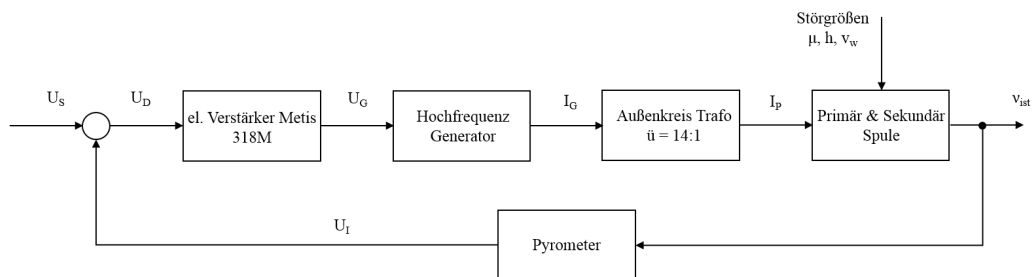 Störgrößen
μ, h, v_w
U_S
U_D
el. Verstärker Metis
318M
U_G
Hochfrequenz
Generator
I_G
Außenkreis Trafo
ü = 14:1
I_P
Primär & Sekundär
Spule
ν_ist
U_I
Pyrometer